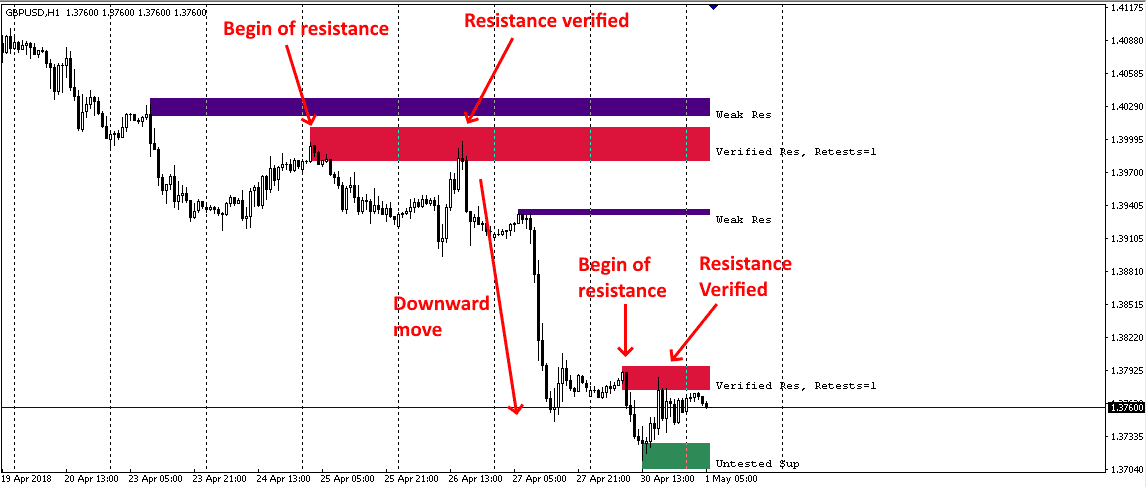 GBPUSD,H1 1.37600 1.37600 1.37600 1.37600
Begin of resistance
Resistance verified
Weak Res
Verified Res, Retests=1
Weak Res
Begin of
resistance
Resistance
Verified
Downward
move
Verified Res, Retests=1
Untested $up
1.41175
1.40880
1.40585
1.40290
1.39995
1.39700
1.39405
1.39105
1.38810
1.38515
1.38220
1.37925
1.37600
1.37335
1.37040
19 Apr 2018
20 Apr 13:00
23 Apr 05:00
23 Apr 21:00
24 Apr 13:00
25 Apr 05:00
25 Apr 21:00
26 Apr 13:00
27 Apr 05:00
27 Apr 21:00
30 Apr 13:00
1 May 05:00